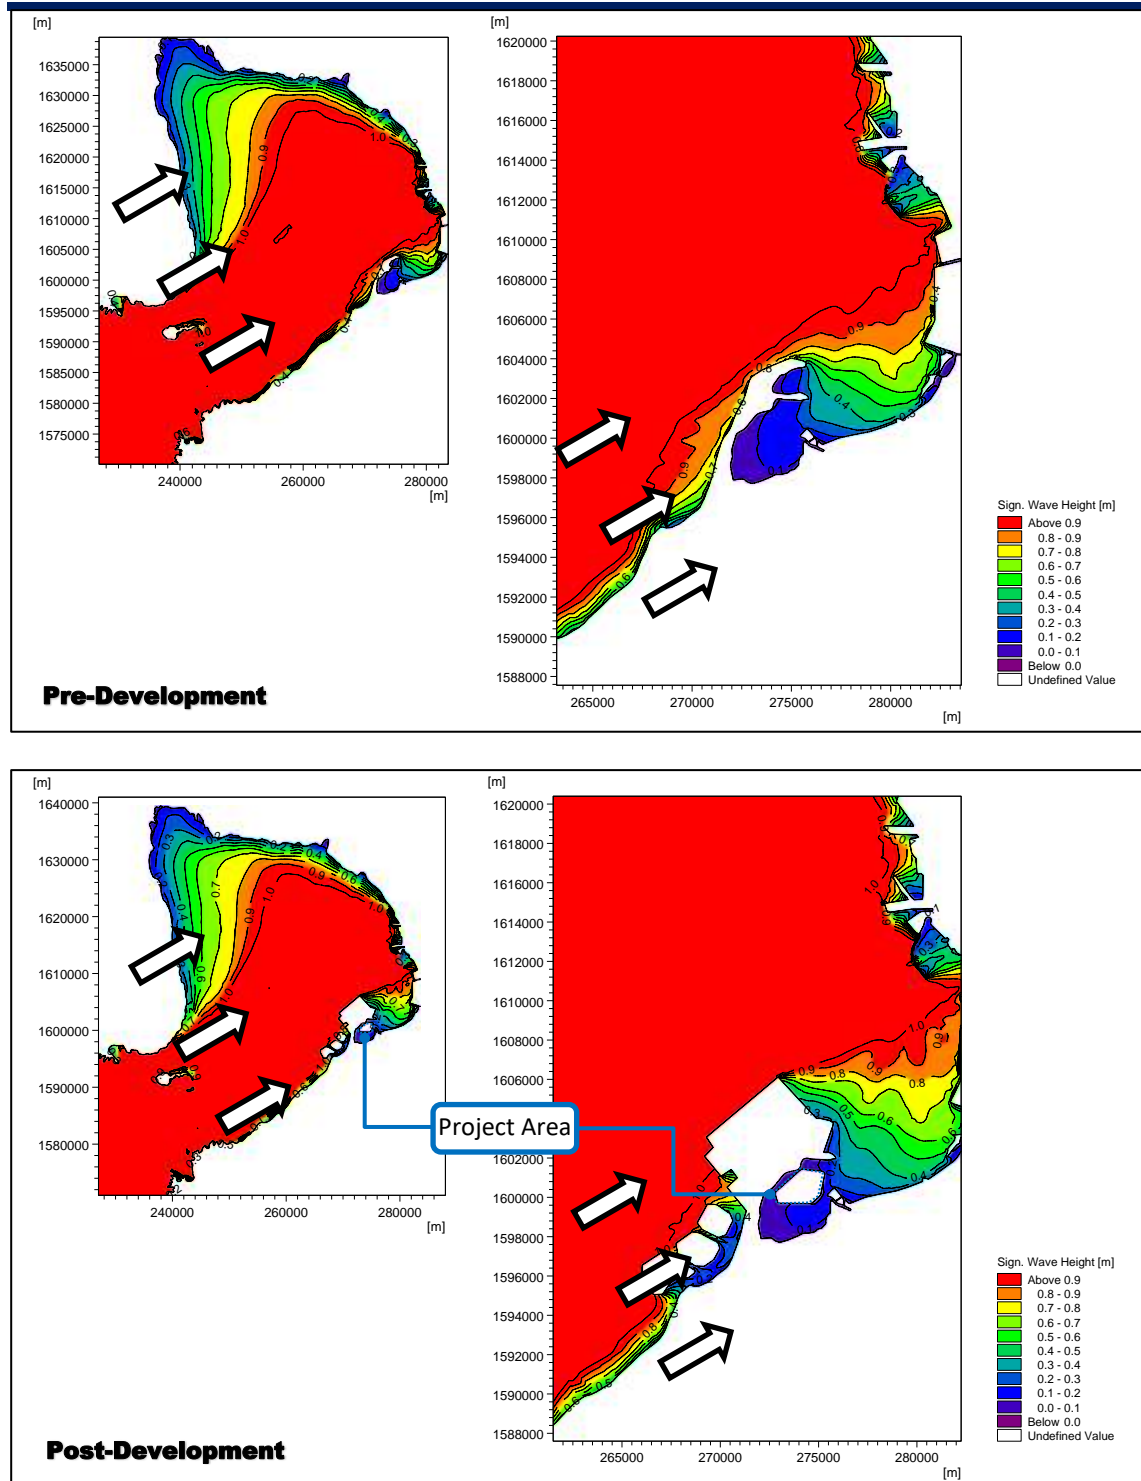 [m]
[m]
1635000
1630000
1625000
1620000
1615000
1610000
1605000
1600000
1595000
1590000
1585000
1580000
1575000
240000
260000
280000
[m]
1620000
1618000
1616000
1614000
1612000
1610000
1608000
1606000
1604000
1602000
1600000
1598000
1596000
1594000
1592000
1590000
1588000
265000
270000
275000
280000
[m]
Sign. Wave Height [m]
Above 0.9
0.8 - 0.9
0.7 - 0.8
0.6 - 0.7
0.5 - 0.6
0.4 - 0.5
0.3 - 0.4
0.2 - 0.3
0.1 - 0.2
0.0 - 0.1
Below 0.0
Undefined Value
Pre-Development
[m]
[m]
1640000
1630000
1620000
1610000
1600000
1590000
1580000
240000
260000
280000
[m]
Project Area
1620000
1618000
1616000
1614000
1612000
1610000
1608000
1606000
1604000
1602000
1600000
1598000
1596000
1594000
1592000
1590000
1588000
265000
270000
275000
280000
[m]
Sign. Wave Height [m]
Above 0.9
0.8 - 0.9
0.7 - 0.8
0.6 - 0.7
0.5 - 0.6
0.4 - 0.5
0.3 - 0.4
0.2 - 0.3
0.1 - 0.2
0.0 - 0.1
Below 0.0
Undefined Value
Post-Development